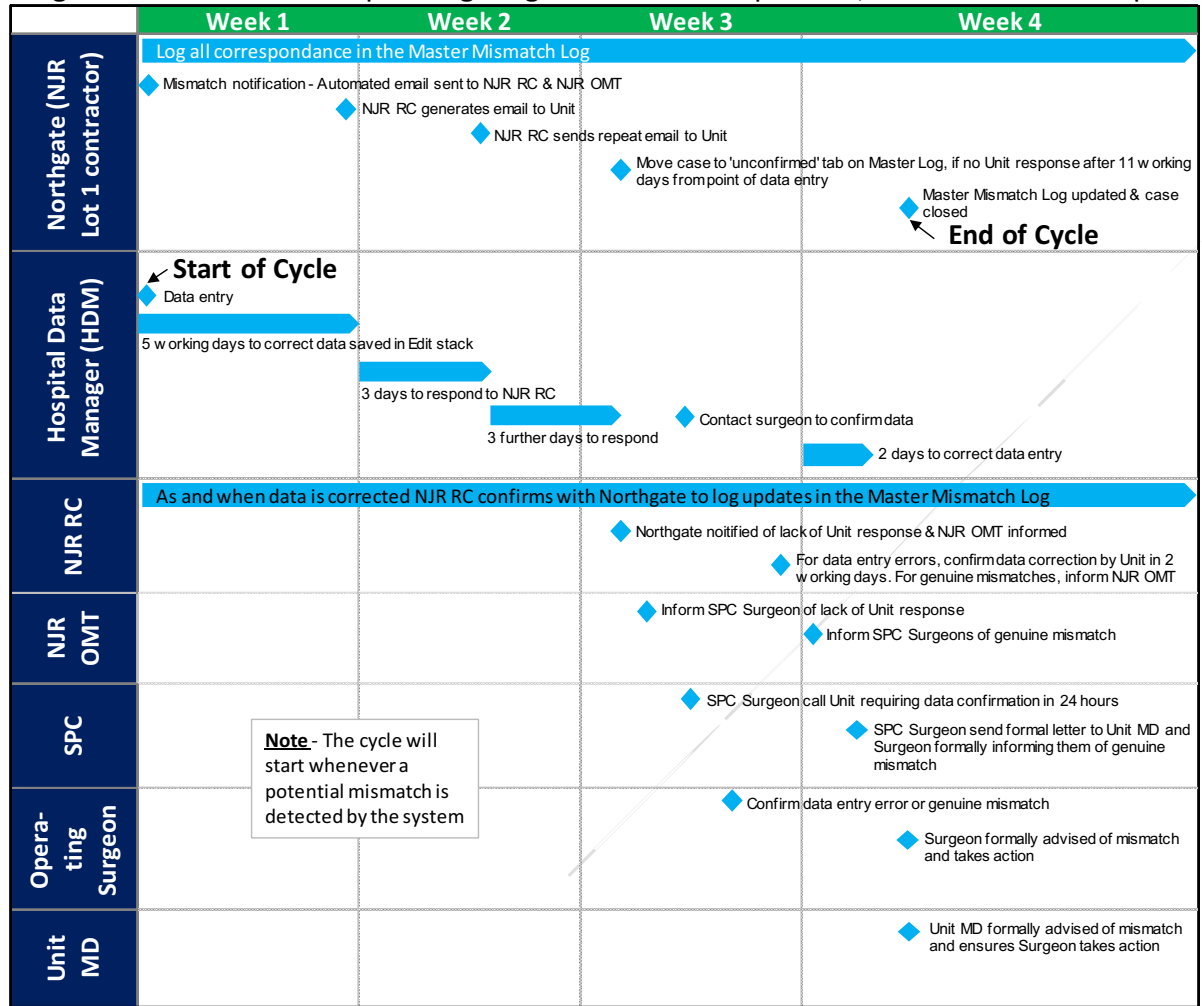 Week 1
Week 2
Week 3
Week 4
Northgate (NJR
Lot 1 contractor)
Log all correspondance in the Master Mismatch Log
Mismatch notification - Automated email sent to NJR RC & NJR OMT
NJR RC generates email to Unit
NJR RC sends repeat email to Unit
Move case to 'unconfirmed' tab on Master Log, if no Unit response after 11 working
days from point of data entry
Master Mismatch Log updated & case
closed
End of Cycle
Hospital Data
Manager (HDM)
Start of Cycle
Data entry
5 working days to correct data saved in Edit stack
3 days to respond to NJR RC
3 further days to respond
Contact surgeon to confirm data
2 days to correct data entry
NJR RC
As and when data is corrected NJR RC confirms with Northgate to log updates in the Master Mismatch Log
Northgate noitified of lack of Unit response & NJR OMT informed
For data entry errors, confirm data correction by Unit in 2
working days. For genuine mismatches, inform NJR OMT
NJR
OMT
Inform SPC Surgeon of lack of Unit response
Inform SPC Surgeons of genuine mismatch
SPC
SPC Surgeon call Unit requiring data confirmation in 24 hours
SPC Surgeon send formal letter to Unit MD and
Surgeon formally informing them of genuine
mismatch
Note - The cycle will
start whenever a
potential mismatch is
detected by the system
Opera-
ting
Surgeon
Confirm data entry error or genuine mismatch
Surgeon formally advised of mismatch
and takes action
Unit
MD
Unit MD formally advised of mismatch
and ensures Surgeon takes action